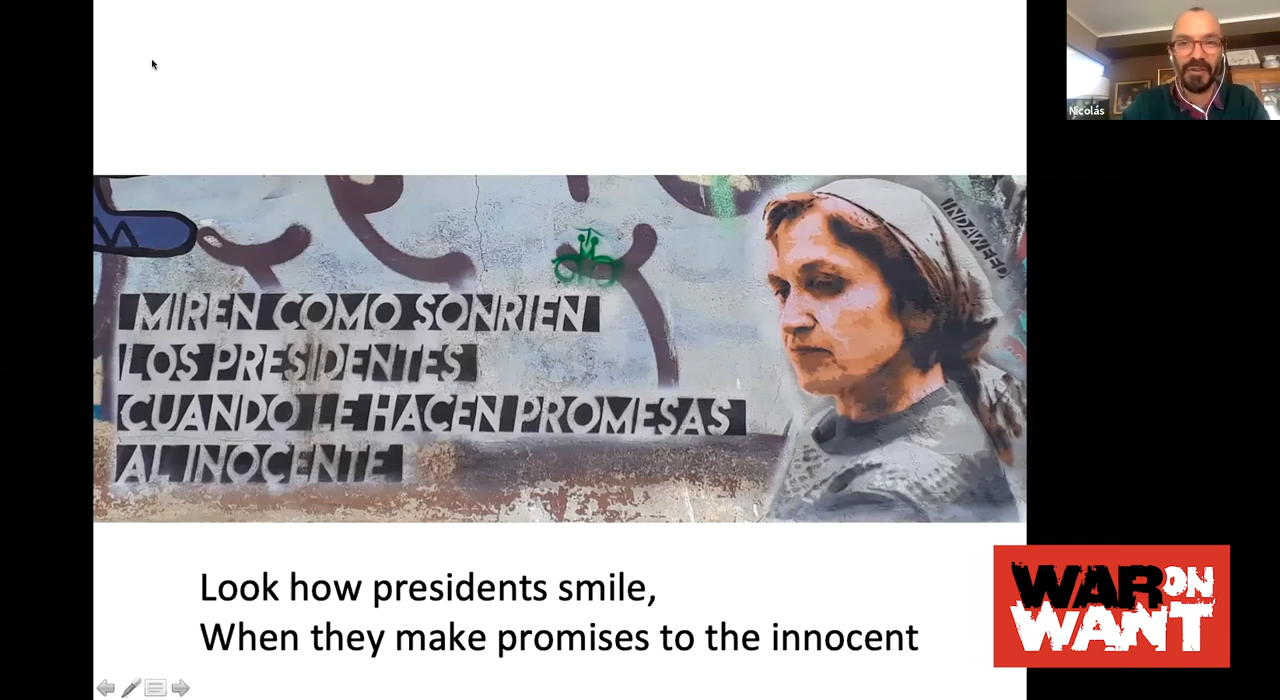 Nicolás
INDAWEED
MIREN COMO SONRIEN
LOS PRESIDENTES
CUANDO LE HACEN PROMESAS
AL INOCENTE
Look how presidents smile,
When they make promises to the innocent
WAR ON
WANT